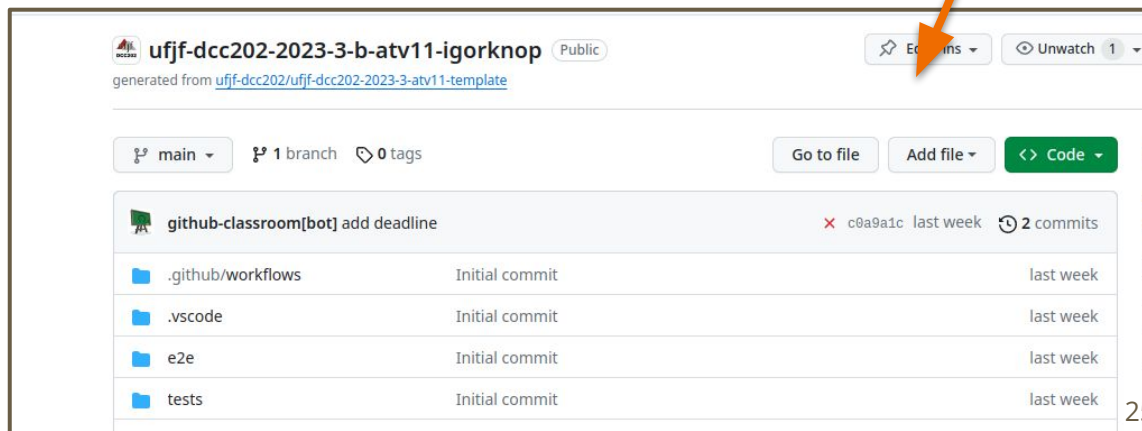 ufjf-dcc202-2023-3-b-atv11-igorknop Public
Unwatch 1
generated from ufjf-dcc202/ufjf-dcc202-2023-3-atv11-template
main 1 branch 0 tags Go to file Add file <> Code
github-classroom[bot] add deadline c0a9a1c last week 2 commits
.github/workflows Initial commit last week
.vscode Initial commit last week
e2e Initial commit last week
tests Initial commit last week